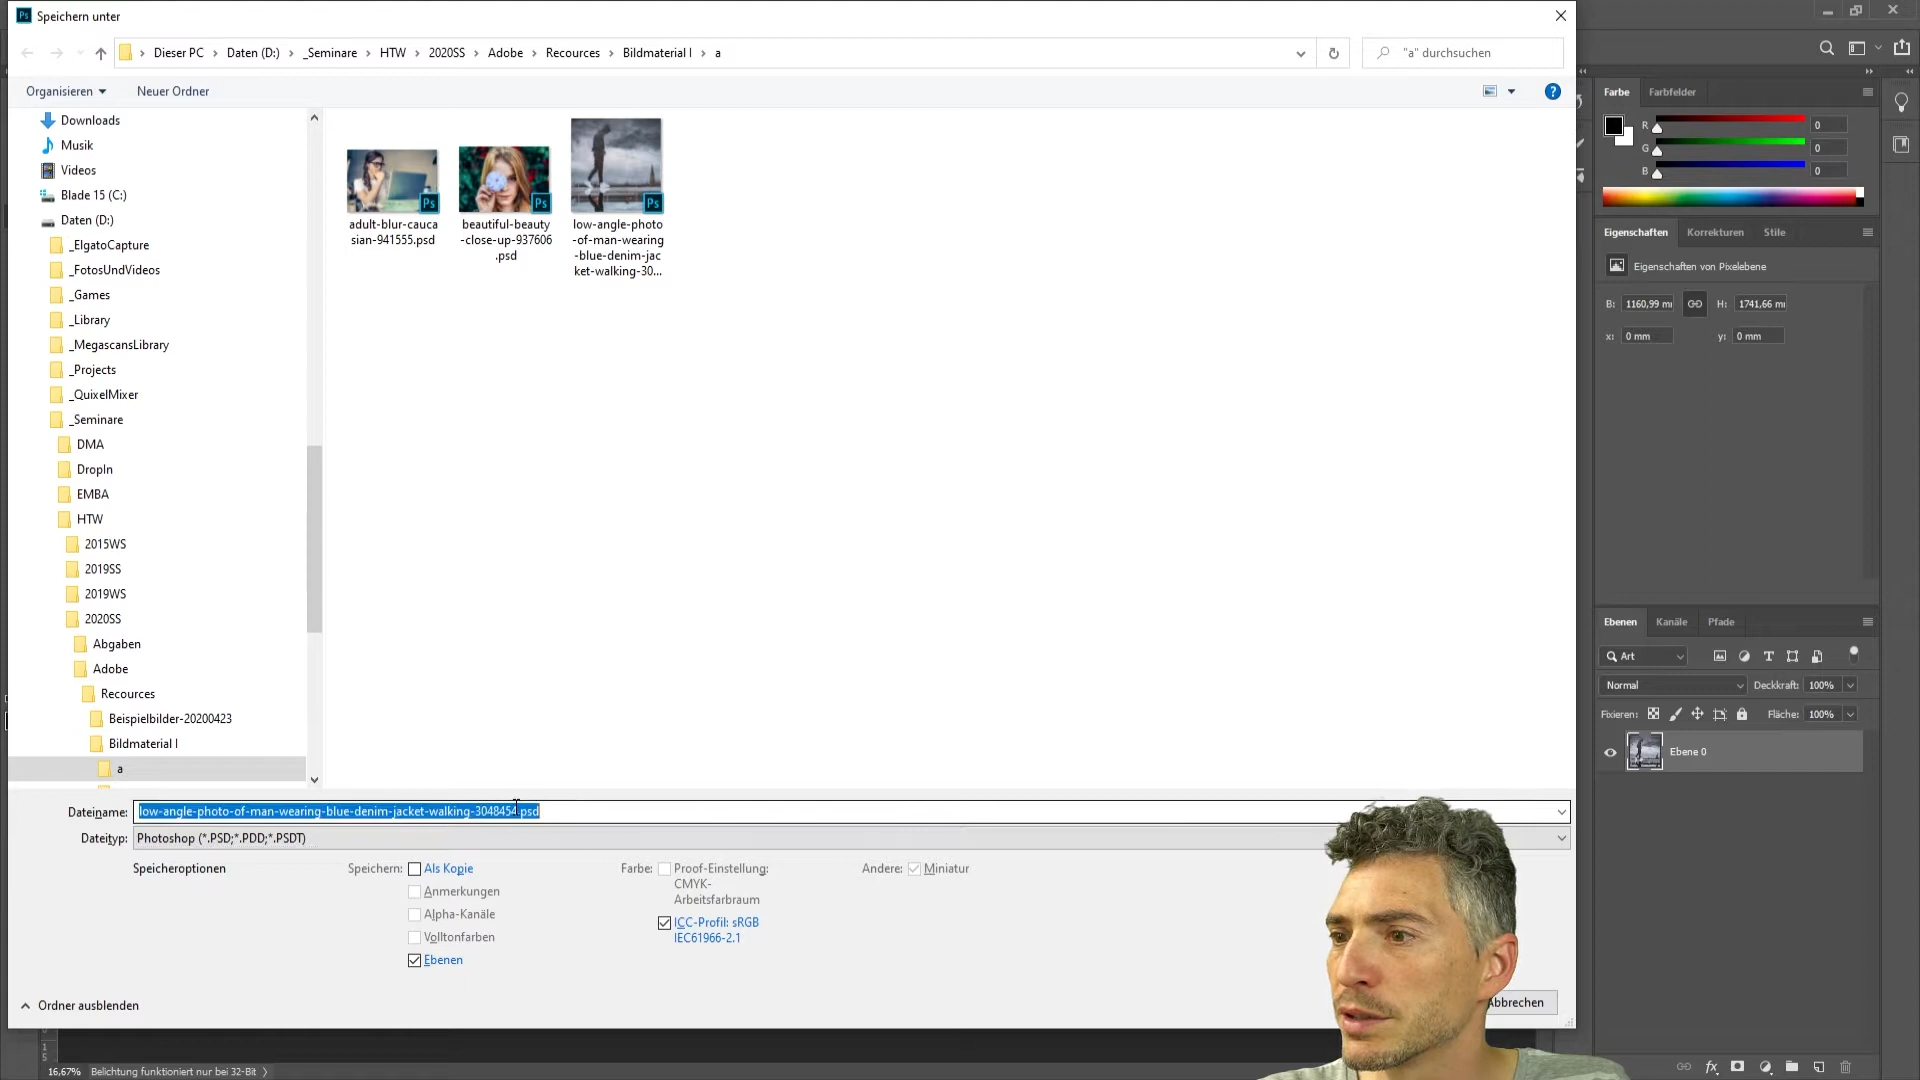 Speichern unter
Dieser PC > Daten (D:) > _Seminare > HTW > 2020SS > Adobe > Recources > Bildmaterial I > a
"a" durchsuchen
Organisieren
Neuer Ordner
Downloads
Musik
Videos
Blade 15 (C:)
Daten (D:)
_ElgatoCapture
_FotosUndVideos
_Games
_Library
_MegascansLibrary
_Projects
_QuixelMixer
_Seminare
DMA
DropIn
EMBA
HTW
2015WS
2019SS
2019WS
2020SS
Abgaben
Adobe
Recources
Beispielbilder-20200423
Bildmaterial I
a
Ps
adult-blur-cauca
sian-941555.psd
Ps
beautiful-beauty
-close-up-937606
.psd
Ps
low-angle-photo
-of-man-wearing
-blue-denim-jac
ket-walking-30...
Dateiname: low-angle-photo-of-man-wearing-blue-denim-jacket-walking-3048454.psd
Dateityp: Photoshop (*.PSD;*.PDD;*.PSDT)
Speicheroptionen
Speichern: Als Kopie
Anmerkungen
Alpha-Kanäle
Volltonfarben
Ebenen
Farbe: Proof-Einstellung:
CMYK-
Arbeitsfarbraum
ICC-Profil: sRGB
IEC61966-2.1
Andere: Miniatur
Ordner ausblenden
Abbrechen
16,67% Belichtung funktioniert nur bei 32-Bit
Farbe Farbfelder
R 0
G 0
B 0
Eigenschaften Korrekturen Stile
Eigenschaften von Pixelebene
B: 1160,99 m H: 1741,66 m
x: 0 mm y: 0 mm
Ebenen Kanäle Pfade
Art
Normal Deckkraft: 100%
Fixieren: Fläche: 100%
Ebene 0
fx
1
5